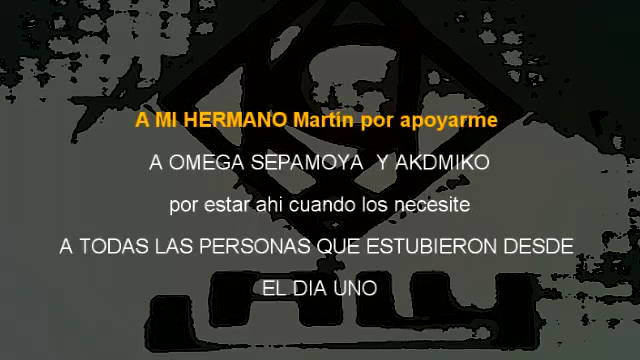 A MI HERMANO Martín por apoyarme
A OMEGA SEPAMOYA Y AKDMIKO
por estar ahi cuando los necesite
A TODAS LAS PERSONAS QUE ESTUBIERON DESDE
EL DIA UNO